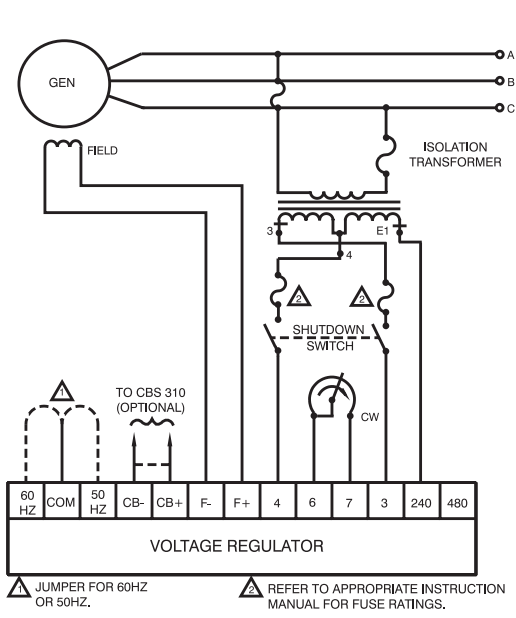 A
GEN
B
C
FIELD
ISOLATION
TRANSFORMER
3
E1
4
2
2
SHUTDOWN
SWITCH
1
TO CBS 310
(OPTIONAL)
CW
60
HZ
COM
50
HZ
CB-
CB+
F-
F+
4
6
7
3
240
480
VOLTAGE REGULATOR
1 JUMPER FOR 60HZ
OR 50HZ.
2 REFER TO APPROPRIATE INSTRUCTION
MANUAL FOR FUSE RATINGS.